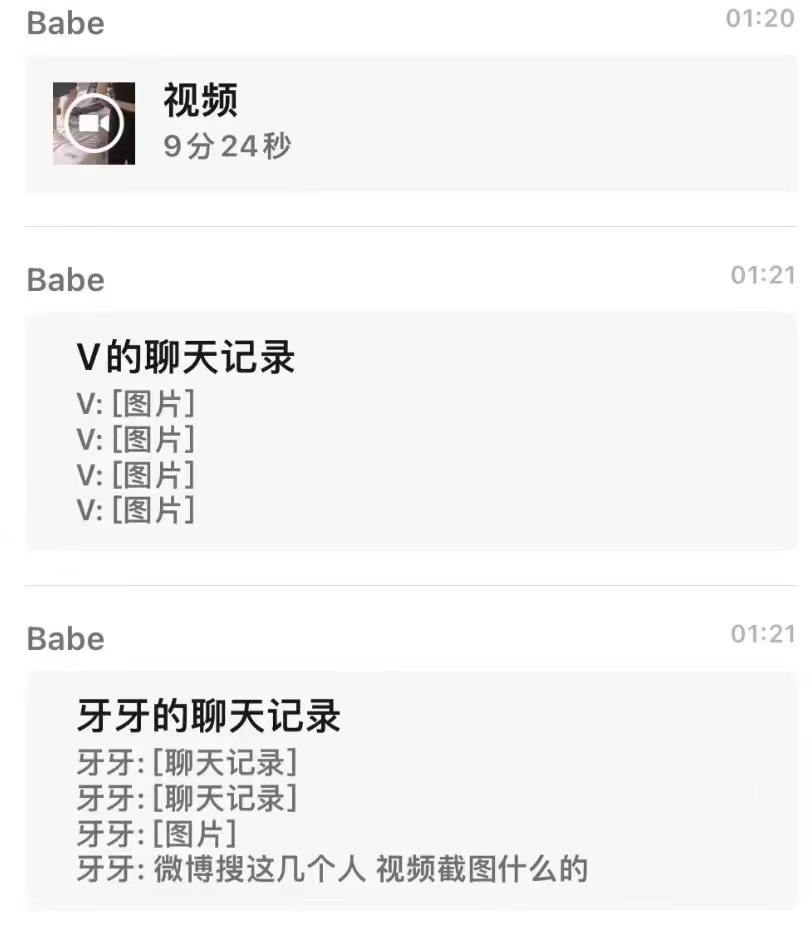 Babe 01:20
视频
9分24秒
Babe 01:21
V的聊天记录
V: [图片]
V: [图片]
V: [图片]
V: [图片]
Babe 01:21
牙牙的聊天记录
牙牙: [聊天记录]
牙牙: [聊天记录]
牙牙: [图片]
牙牙: 微博搜这几个人 视频截图什么的